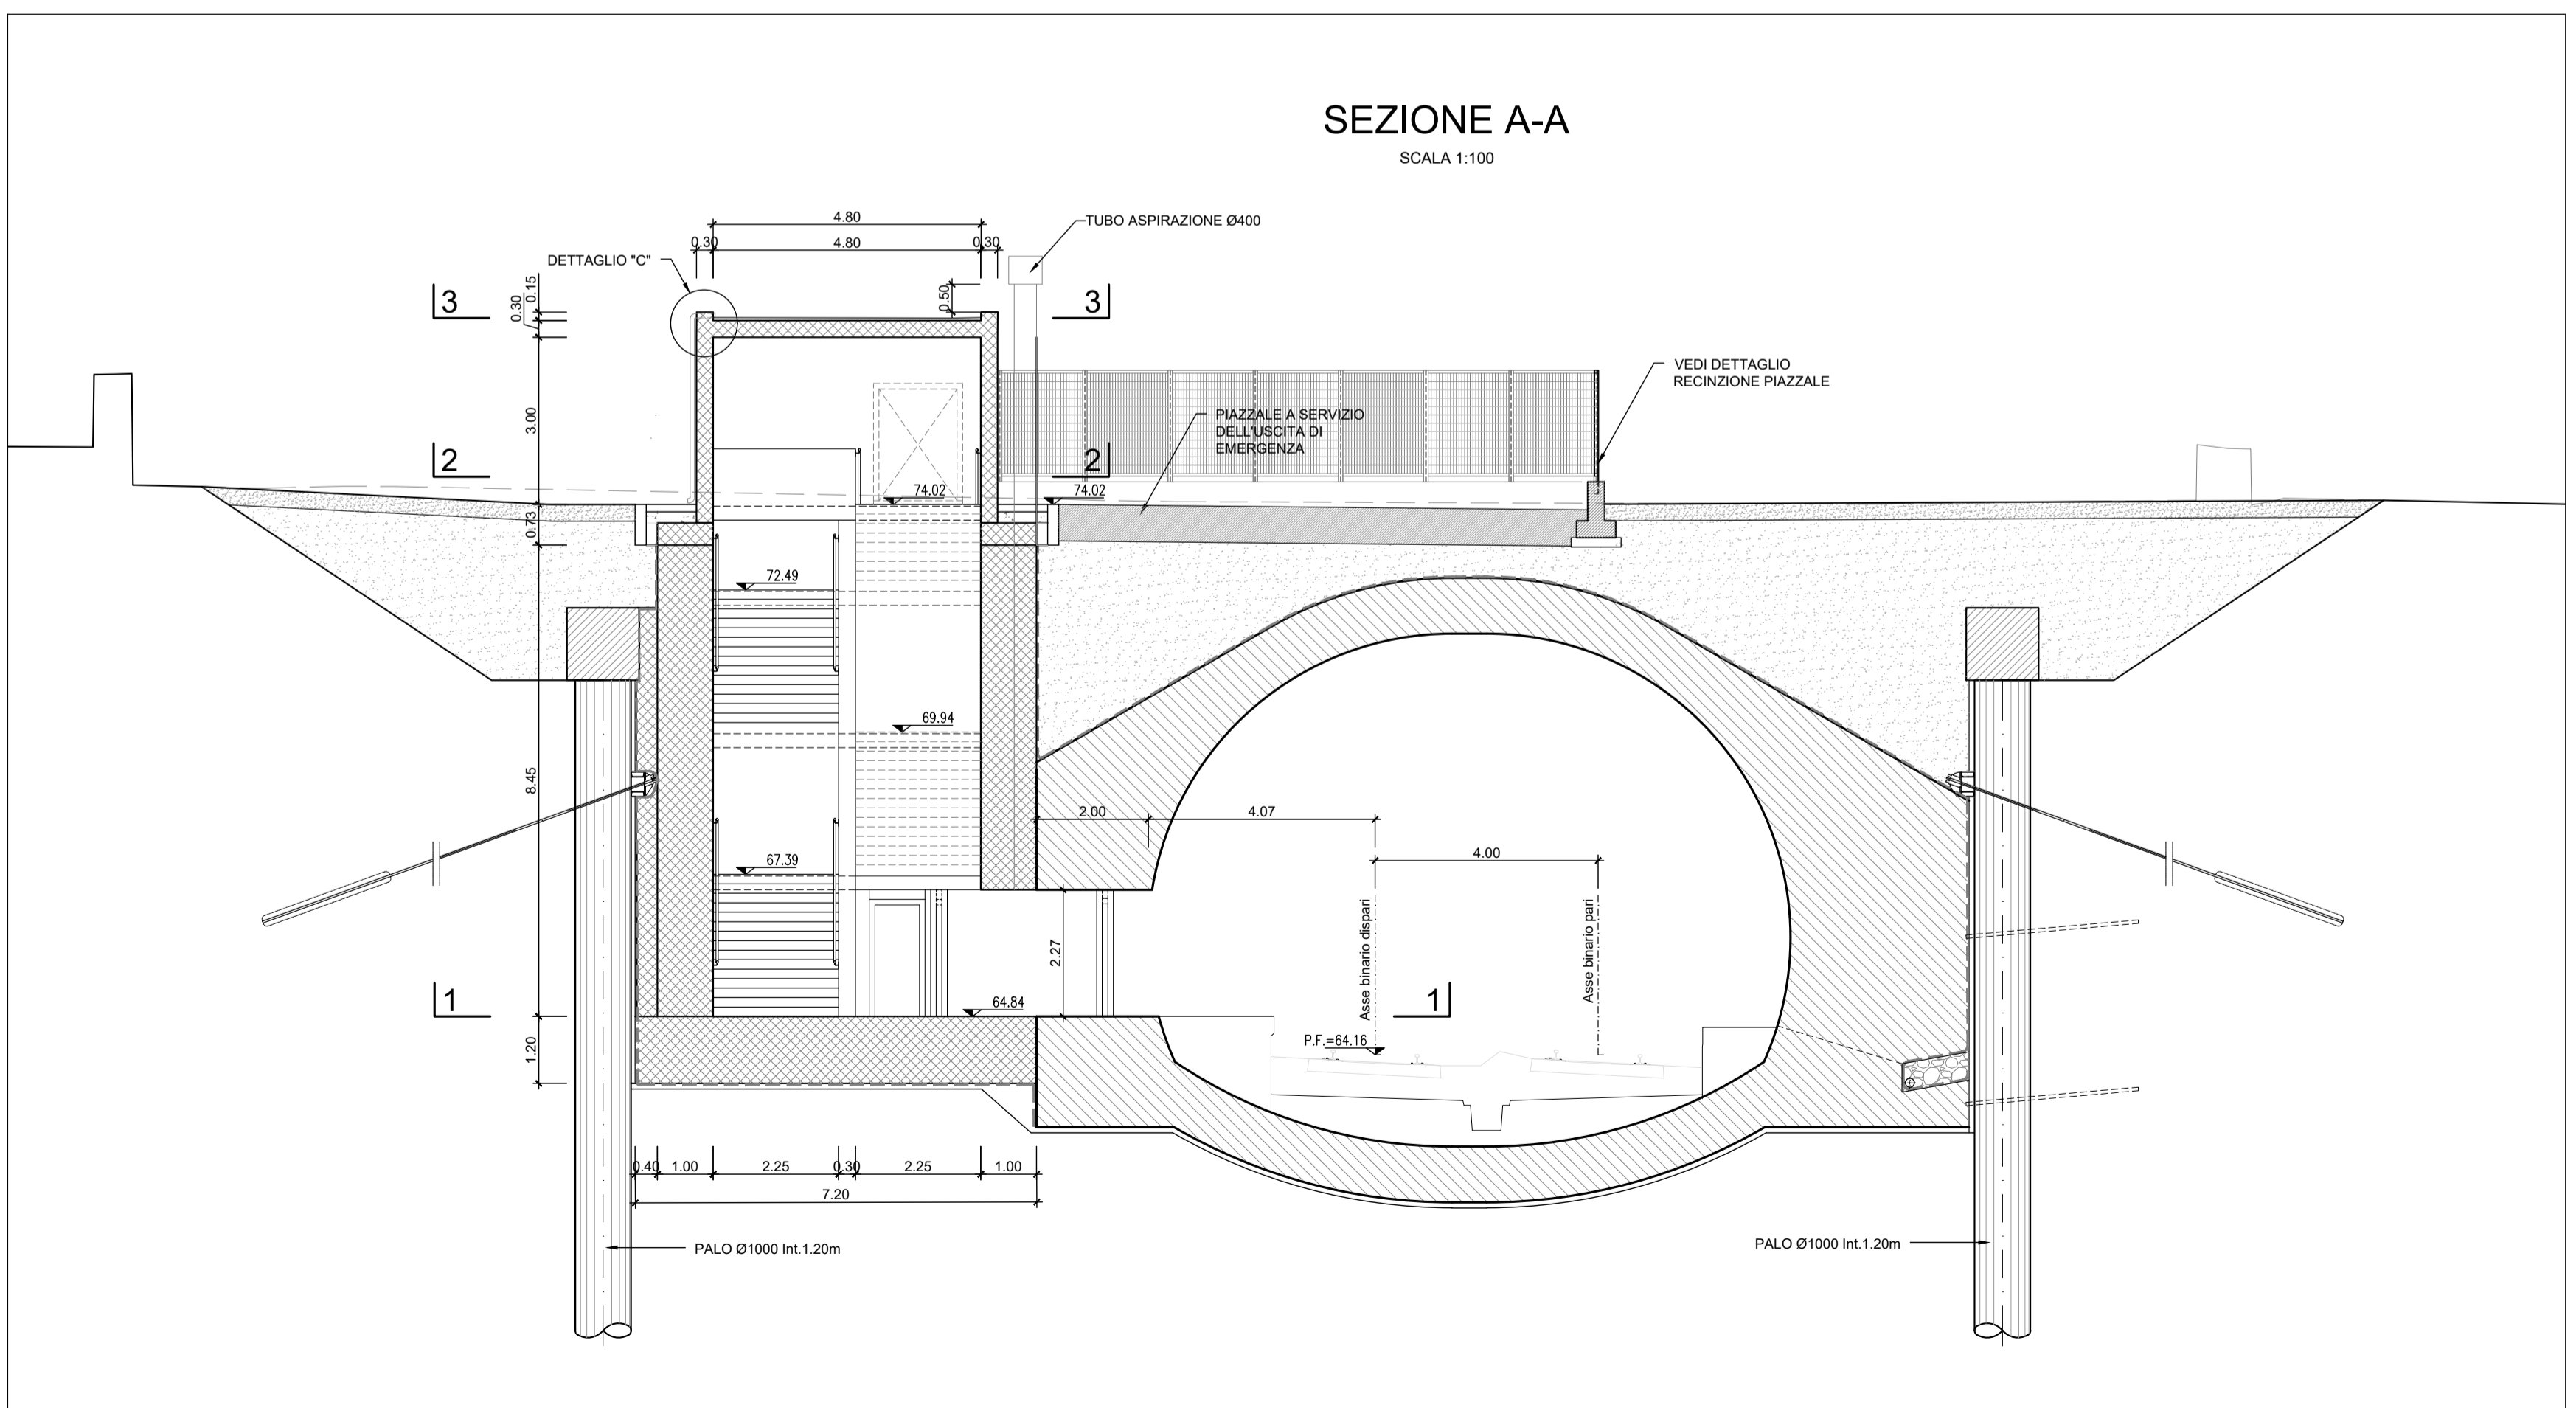 SEZIONE A-A
SCALA 1:100
4.80
TUBO ASPIRAZIONE Ø400
0.30
4.80
0.30
DETTAGLIO "C"
0.15
0.30
0.50
3
3
VEDI DETTAGLIO
RECINZIONE PIAZZALE
3.00
PIAZZALE A SERVIZIO
DELL'USCITA DI
EMERGENZA
2
2
74.02
74.02
0.73
72.49
69.94
8.45
2.00
4.07
4.00
67.39
Asse binario dispari
Asse binario pari
2.27
1
64.84
1
P.F.=64.16
1.20
0.40
1.00
2.25
0.30
2.25
1.00
7.20
PALO Ø1000 Int.1.20m
PALO Ø1000 Int.1.20m